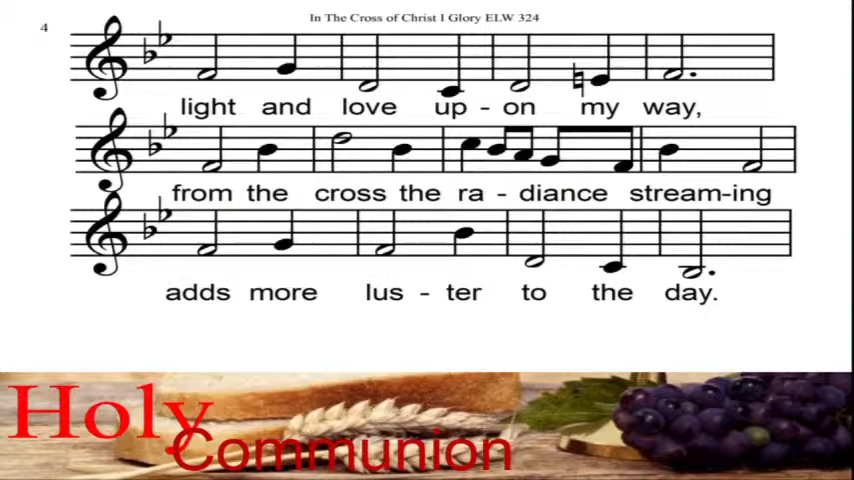 In The Cross of Christ I Glory ELW 324
4
light and love up - on my way,
from the cross the ra - diance stream-ing
adds more lus - ter to the day.
Holy
Communion